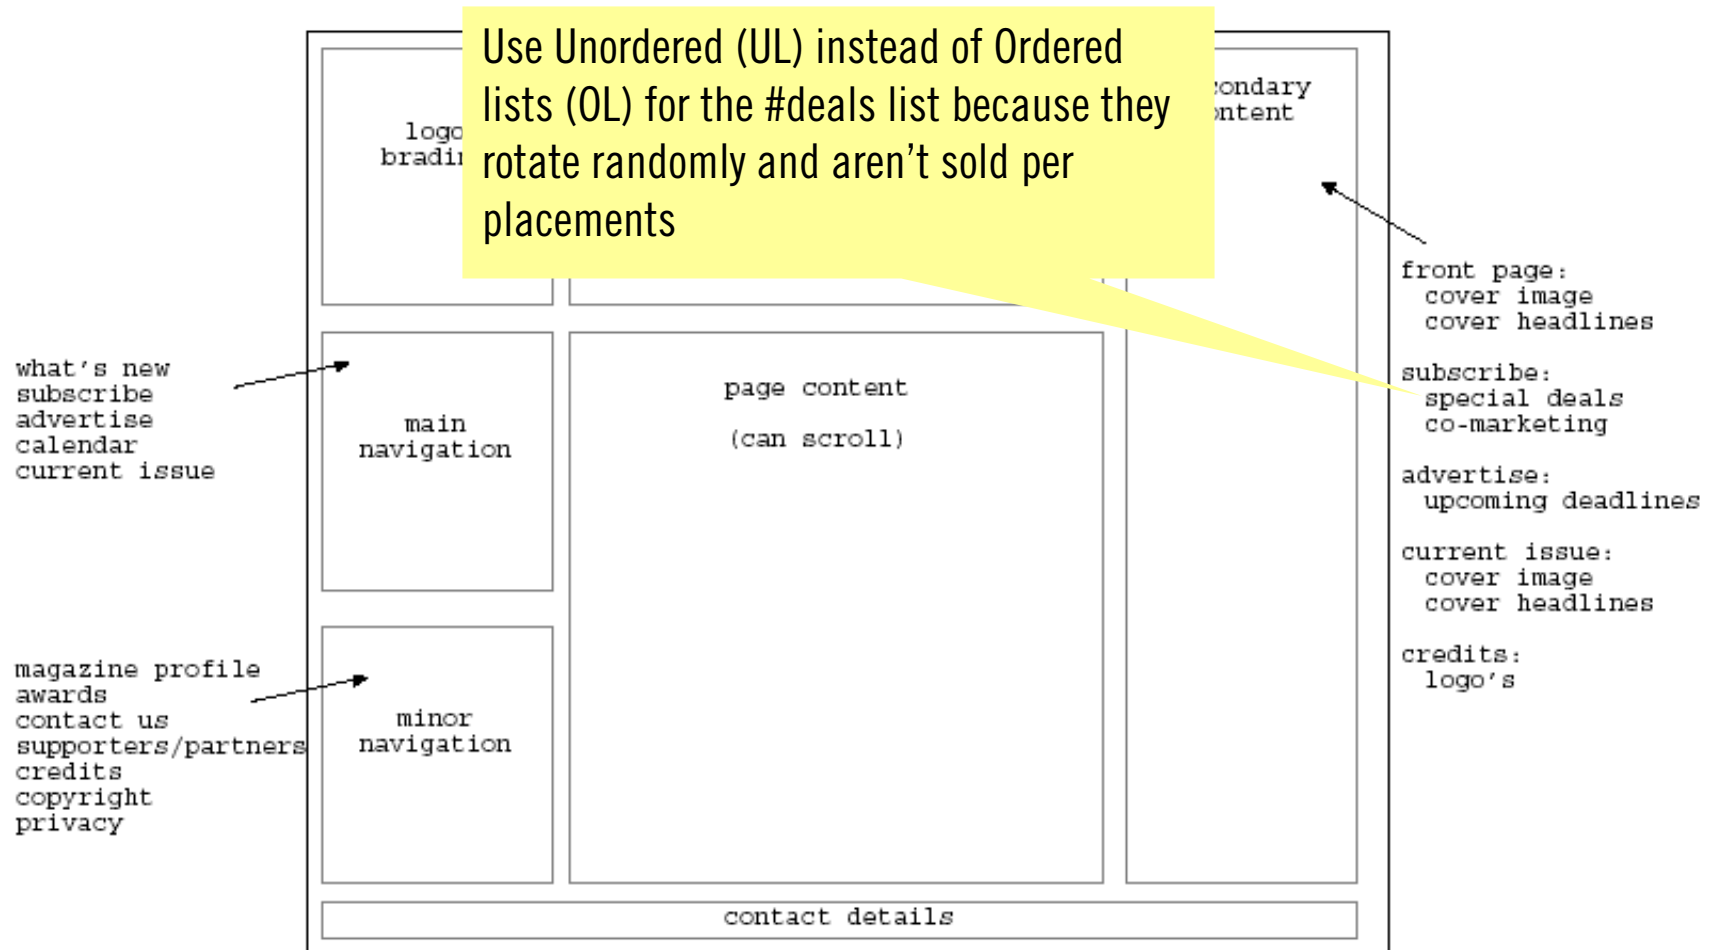 Use Unordered (UL) instead of Ordered
lists (OL) for the #deals list because they
rotate randomly and aren't sold per
placements
logo
front page:
cover image
cover headlines
subscribe:
special deals
co-marketing
advertise:
upcoming deadlines
current issue:
cover image
cover headlines
credits:
logo's
what's new
subscribe
advertise
calendar
current issue
main
navigation
page content
(can scroll)
magazine profile
awards
contact us
supporters/partners
credits
copyright
privacy
minor
navigation
contact details